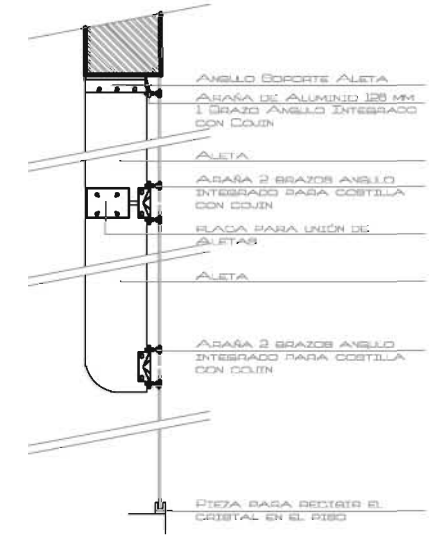 ANGULO SOPORTE ALETA
ARAÑA DE ALUMINIO 128 MM
1 BRAZO ANGULO INTEGRADO
CON COJIN
ALETA
ARAÑA 2 BRAZOS ANGULO
INTEGRADO PARA COSTILLA
CON COJIN
PLACA PARA UNIÓN DE
ALETAS
ALETA
ARAÑA 2 BRAZOS ANGULO
INTEGRADO PARA COSTILLA
CON COJIN
PIEZA PARA RECIBIR EL
CRISTAL EN EL PISO